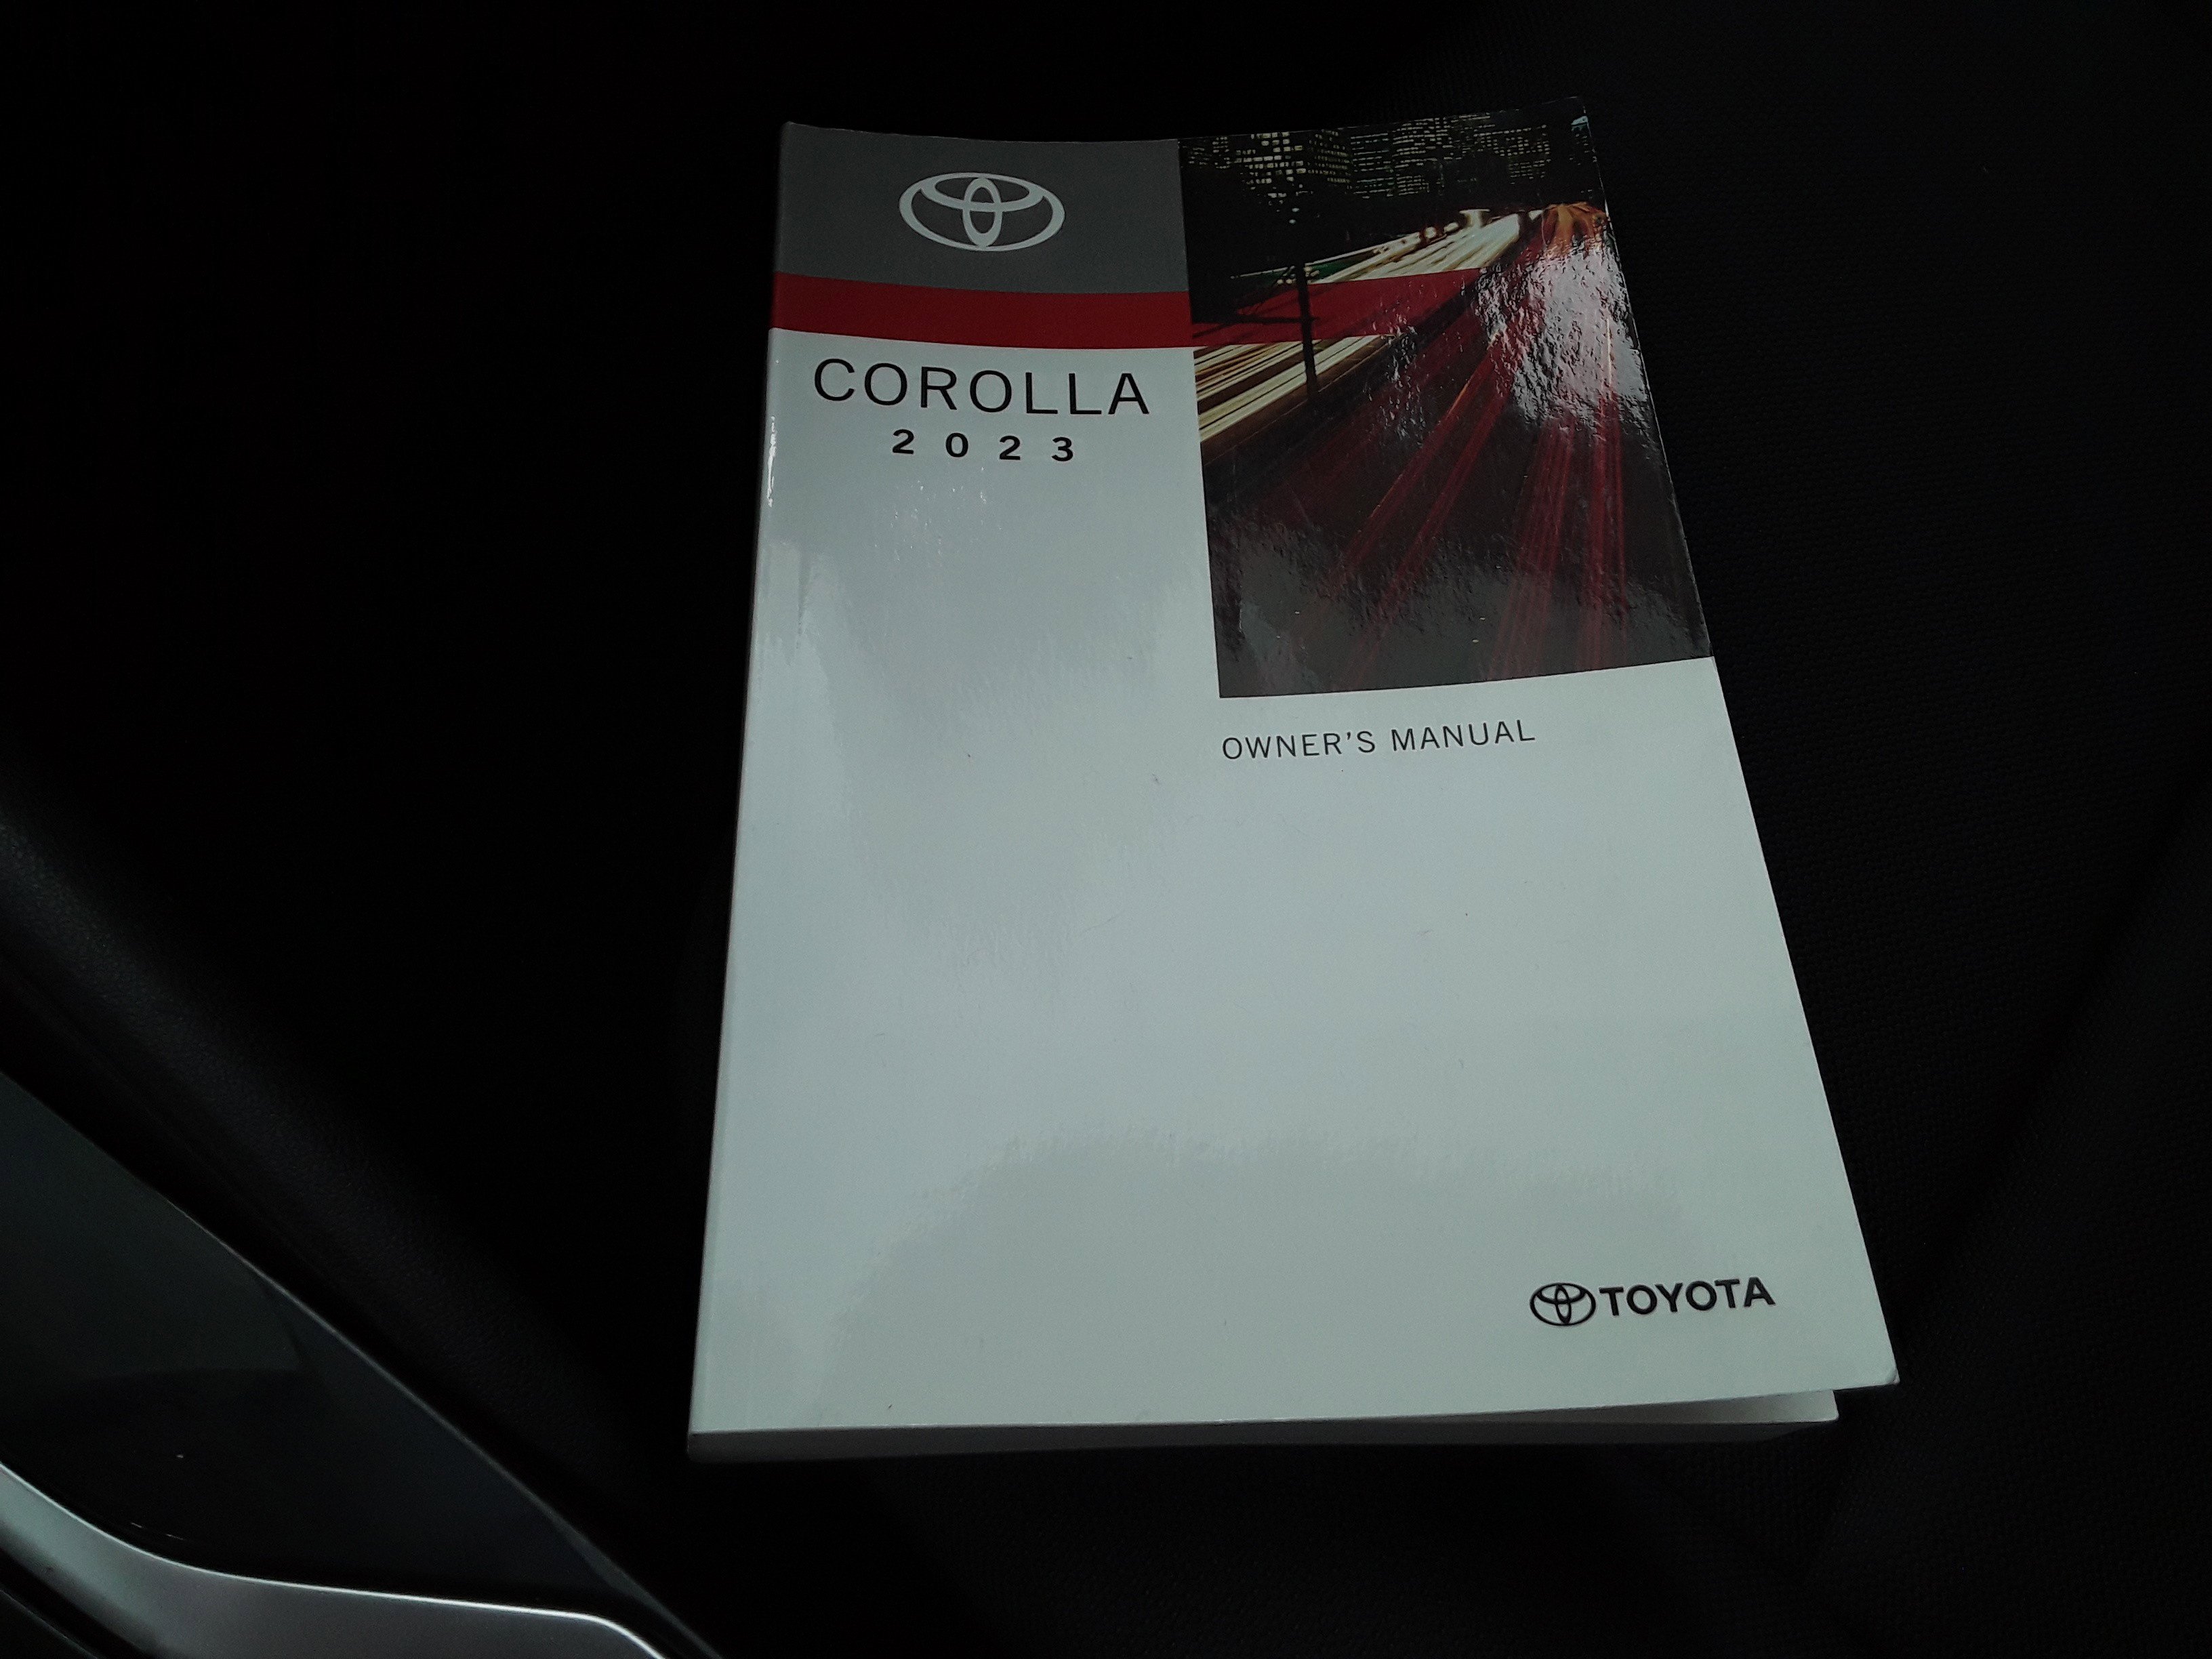 COROLLA
2023
OWNER'S MANUAL
TOYOTA